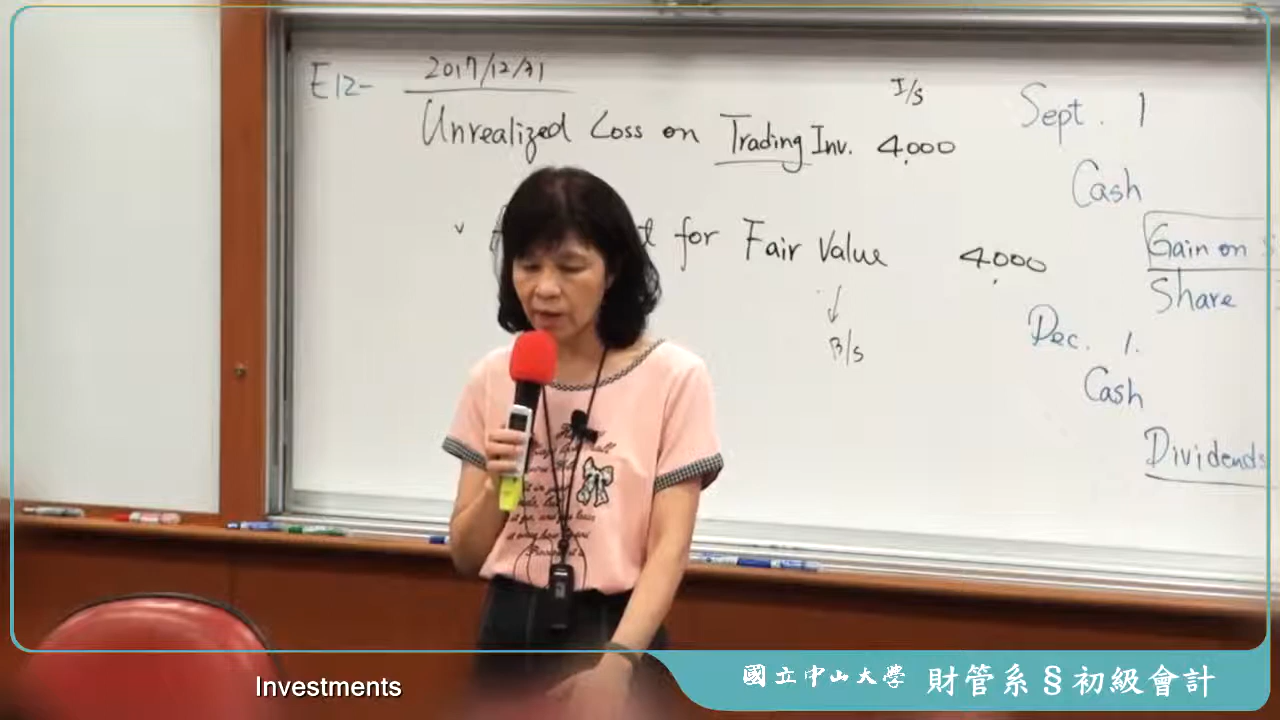 E12-
2017/12/31
I/S
Unrealized Loss on Trading Inv. 4,000
for Fair Value 4,000
B/S
Sept. 1
Cash
Gain on
Share
Dec. 1.
Cash
Dividends
Investments
國立中山大學 財管系§初級會計